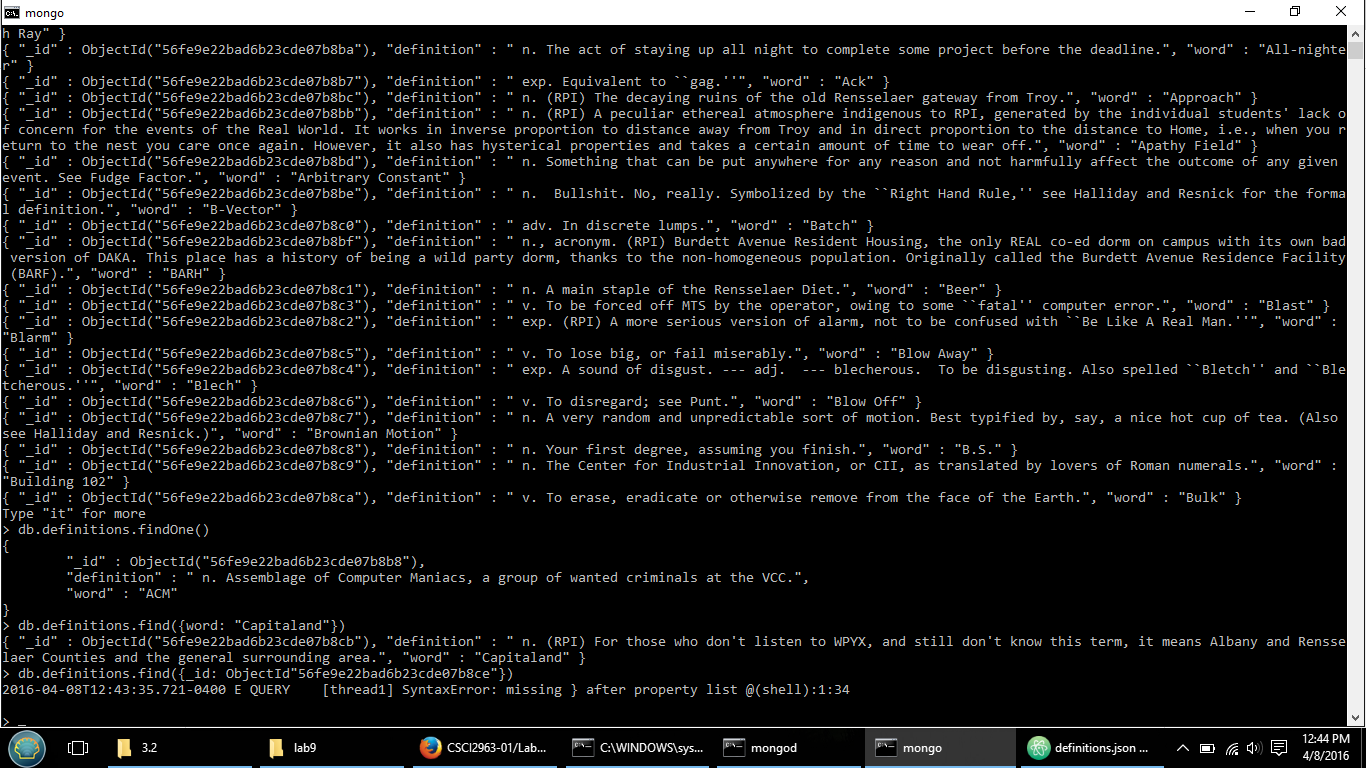 mongo
h Ray" }
{ "_id" : ObjectId("56fe9e22bad6b23cde07b8ba"), "definition" : " n. The act of staying up all night to complete some project before the deadline.", "word" : "All-nighte
r" }
{ "_id" : ObjectId("56fe9e22bad6b23cde07b8b7"), "definition" : " exp. Equivalent to ``gag.''", "word" : "Ack" }
{ "_id" : ObjectId("56fe9e22bad6b23cde07b8bc"), "definition" : " n. (RPI) The decaying ruins of the old Rensselaer gateway from Troy.", "word" : "Approach" }
{ "_id" : ObjectId("56fe9e22bad6b23cde07b8bb"), "definition" : " n. (RPI) A peculiar ethereal atmosphere indigenous to RPI, generated by the individual students' lack o
f concern for the events of the Real World. It works in inverse proportion to distance away from Troy and in direct proportion to the distance to Home, i.e., when you r
eturn to the nest you care once again. However, it also has hysterical properties and takes a certain amount of time to wear off.", "word" : "Apathy Field" }
{ "_id" : ObjectId("56fe9e22bad6b23cde07b8bd"), "definition" : " n. Something that can be put anywhere for any reason and not harmfully affect the outcome of any given
event. See Fudge Factor.", "word" : "Arbitrary Constant" }
{ "_id" : ObjectId("56fe9e22bad6b23cde07b8be"), "definition" : " n.  Bullshit. No, really. Symbolized by the ``Right Hand Rule,'' see Halliday and Resnick for the forma
l definition.", "word" : "B-Vector" }
{ "_id" : ObjectId("56fe9e22bad6b23cde07b8c0"), "definition" : " adv. In discrete lumps.", "word" : "Batch" }
{ "_id" : ObjectId("56fe9e22bad6b23cde07b8bf"), "definition" : " n., acronym. (RPI) Burdett Avenue Resident Housing, the only REAL co-ed dorm on campus with its own bad
 version of DAKA. This place has a history of being a wild party dorm, thanks to the non-homogeneous population. Originally called the Burdett Avenue Residence Facility
 (BARF).", "word" : "BARH" }
{ "_id" : ObjectId("56fe9e22bad6b23cde07b8c1"), "definition" : " n. A main staple of the Rensselaer Diet.", "word" : "Beer" }
{ "_id" : ObjectId("56fe9e22bad6b23cde07b8c3"), "definition" : " v. To be forced off MTS by the operator, owing to some ``fatal'' computer error.", "word" : "Blast" }
{ "_id" : ObjectId("56fe9e22bad6b23cde07b8c2"), "definition" : " exp. (RPI) A more serious version of alarm, not to be confused with ``Be Like A Real Man.''", "word" :
"Blarm" }
{ "_id" : ObjectId("56fe9e22bad6b23cde07b8c5"), "definition" : " v. To lose big, or fail miserably.", "word" : "Blow Away" }
{ "_id" : ObjectId("56fe9e22bad6b23cde07b8c4"), "definition" : " exp. A sound of disgust. --- adj.  --- blecherous.  To be disgusting. Also spelled ``Bletch'' and ``Ble
tcherous.''", "word" : "Blech" }
{ "_id" : ObjectId("56fe9e22bad6b23cde07b8c6"), "definition" : " v. To disregard; see Punt.", "word" : "Blow Off" }
{ "_id" : ObjectId("56fe9e22bad6b23cde07b8c7"), "definition" : " n. A very random and unpredictable sort of motion. Best typified by, say, a nice hot cup of tea. (Also
see Halliday and Resnick.)", "word" : "Brownian Motion" }
{ "_id" : ObjectId("56fe9e22bad6b23cde07b8c8"), "definition" : " n. Your first degree, assuming you finish.", "word" : "B.S." }
{ "_id" : ObjectId("56fe9e22bad6b23cde07b8c9"), "definition" : " n. The Center for Industrial Innovation, or CII, as translated by lovers of Roman numerals.", "word" :
"Building 102" }
{ "_id" : ObjectId("56fe9e22bad6b23cde07b8ca"), "definition" : " v. To erase, eradicate or otherwise remove from the face of the Earth.", "word" : "Bulk" }
Type "it" for more
> db.definitions.findOne()
{
        "_id" : ObjectId("56fe9e22bad6b23cde07b8b8"),
        "definition" : " n. Assemblage of Computer Maniacs, a group of wanted criminals at the VCC.",
        "word" : "ACM"
}
> db.definitions.find({word: "Capitaland"})
{ "_id" : ObjectId("56fe9e22bad6b23cde07b8cb"), "definition" : " n. (RPI) For those who don't listen to WPYX, and still don't know this term, it means Albany and Rensse
laer Counties and the general surrounding area.", "word" : "Capitaland" }
> db.definitions.find({_id: ObjectId"56fe9e22bad6b23cde07b8ce"})
2016-04-08T12:43:35.721-0400 E QUERY    [thread1] SyntaxError: missing } after property list @(shell):1:34
> _
3.2
lab9
CSCI2963-01/Lab...
C:\WINDOWS\sys...
mongod
mongo
definitions.json ...
12:44 PM
4/8/2016